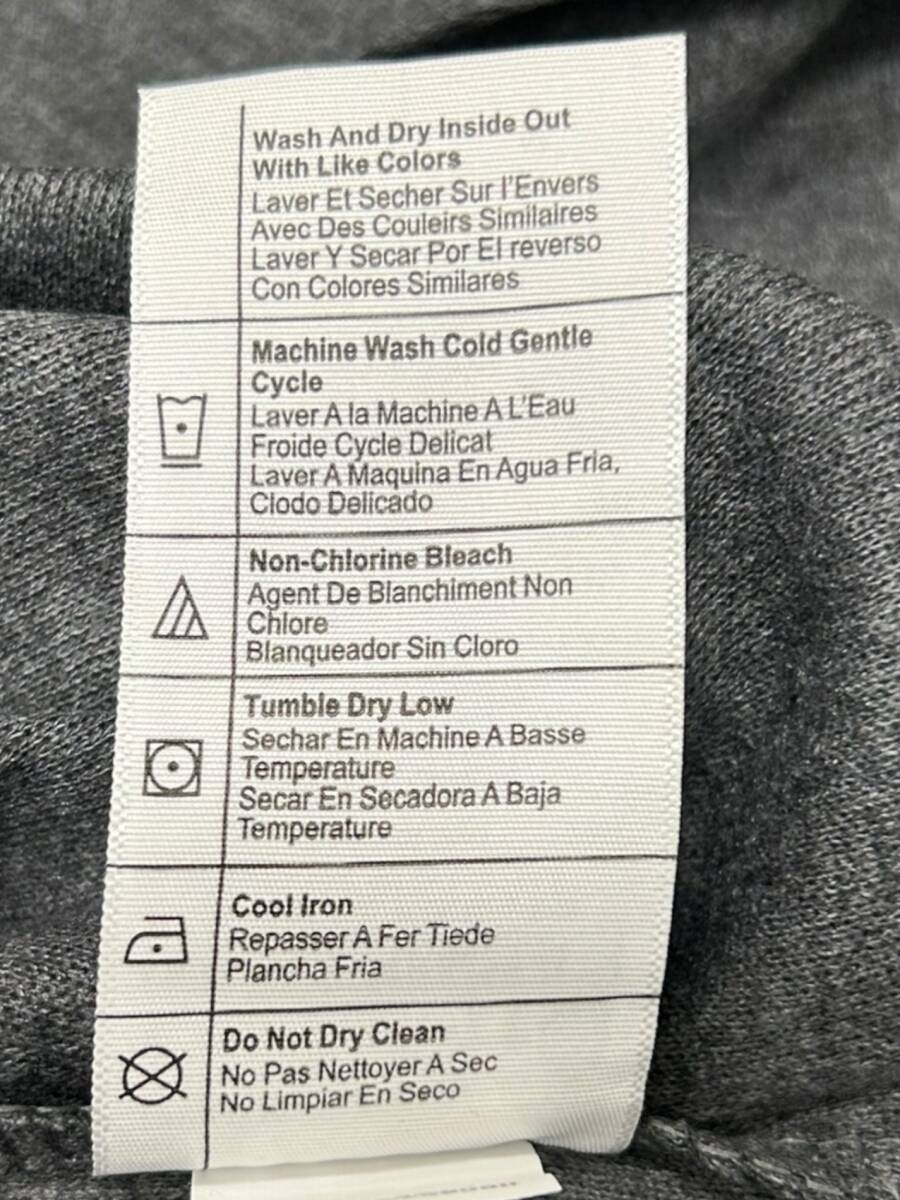 Wash And Dry Inside Out
With Like Colors
Laver Et Secher Sur l'Envers
Avec Des Couleirs Similaires
Laver Y Secar Por El reverso
Con Colores Similares
Machine Wash Cold Gentle
Cycle
Laver A la Machine A L'Eau
Froide Cycle Delicat
Laver A Maquina En Agua Fria,
Clodo Delicado
Non-Chlorine Bleach
Agent De Blanchiment Non
Chlore
Blanqueador Sin Cloro
Tumble Dry Low
Sechar En Machine A Basse
Temperature
Secar En Secadora A Baja
Temperature
Cool Iron
Repasser A Fer Tiede
Plancha Fria
Do Not Dry Clean
No Pas Nettoyer A Sec
No Limpiar En Seco